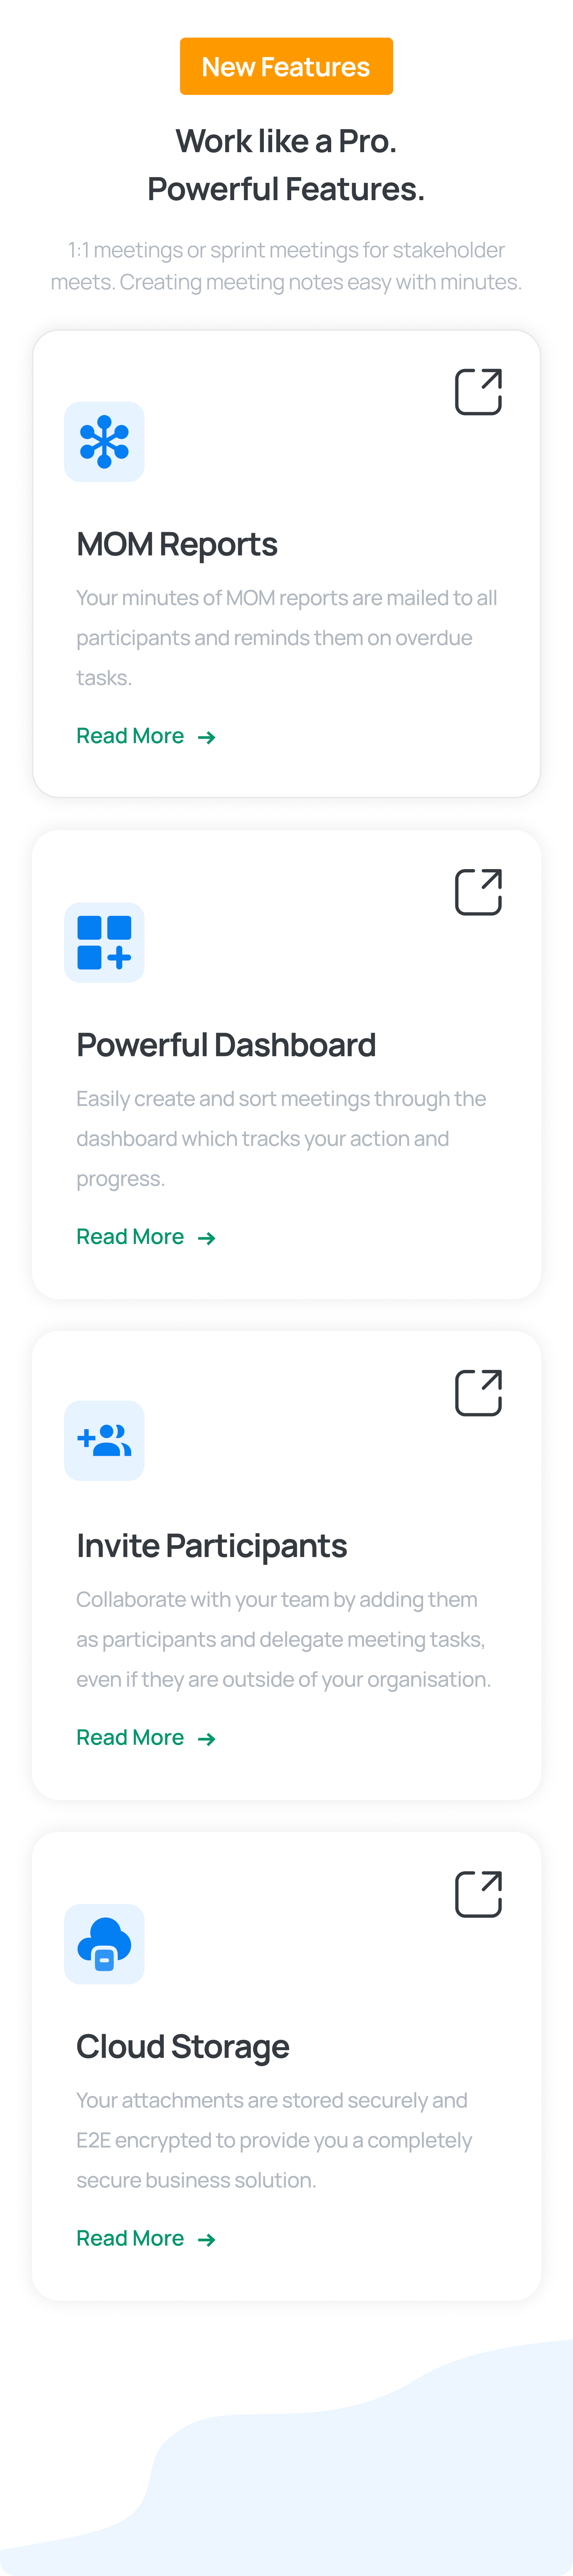 New Features
Work like a Pro.
Powerful Features.
1:1 meetings or sprint meetings for stakeholder
meets. Creating meeting notes easy with minutes.
MOM Reports
Your minutes of MOM reports are mailed to all
participants and reminds them on overdue
tasks.
Read More
Powerful Dashboard
Easily create and sort meetings through the
dashboard which tracks your action and
progress.
Read More
Invite Participants
Collaborate with your team by adding them
as participants and delegate meeting tasks,
even if they are outside of your organisation.
Read More
Cloud Storage
Your attachments are stored securely and
E2E encrypted to provide you a completely
secure business solution.
Read More